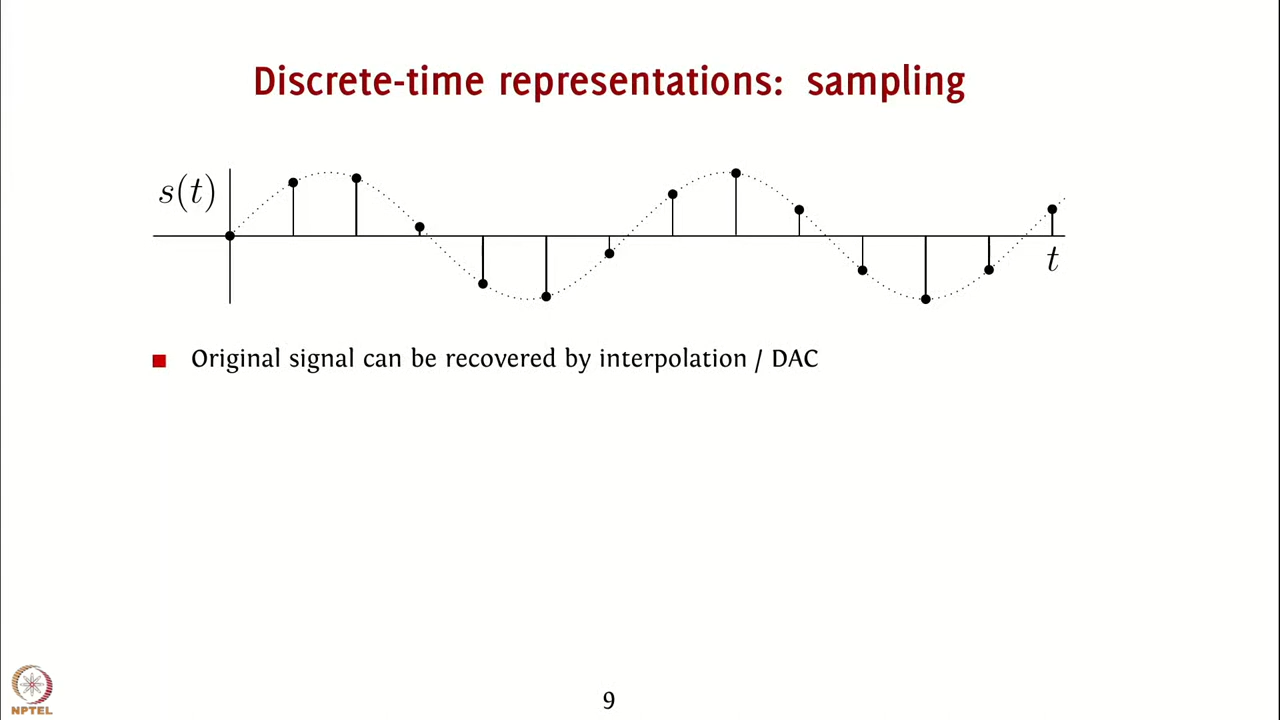 Discrete-time representations: sampling
s(t)
t
Original signal can be recovered by interpolation / DAC
NPTEL
9